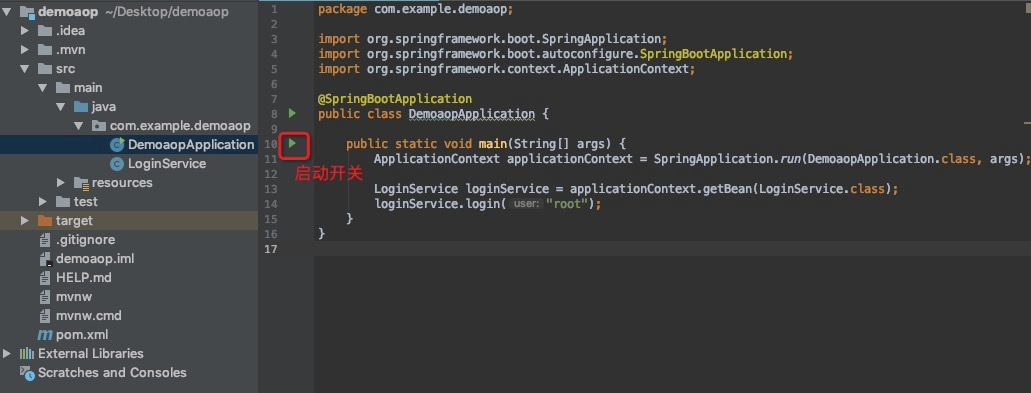 demoaop ~/Desktop/demoaop
.idea
.mvn
src
main
java
com.example.demoaop
DemoaopApplication
LoginService
resources
test
target
.gitignore
demoaop.iml
HELP.md
mvnw
mvnw.cmd
pom.xml
External Libraries
Scratches and Consoles
1 package com.example.demoaop;
2
3 import org.springframework.boot.SpringApplication;
4 import org.springframework.boot.autoconfigure.SpringBootApplication;
5 import org.springframework.context.ApplicationContext;
6
7 @SpringBootApplication
8 public class DemoaopApplication {
9
10 public static void main(String[] args) {
11 ApplicationContext applicationContext = SpringApplication.run(DemoaopApplication.class, args);
启动开关
12
13 LoginService loginService = applicationContext.getBean(LoginService.class);
14 loginService.login( user: "root");
15 }
16 }
17